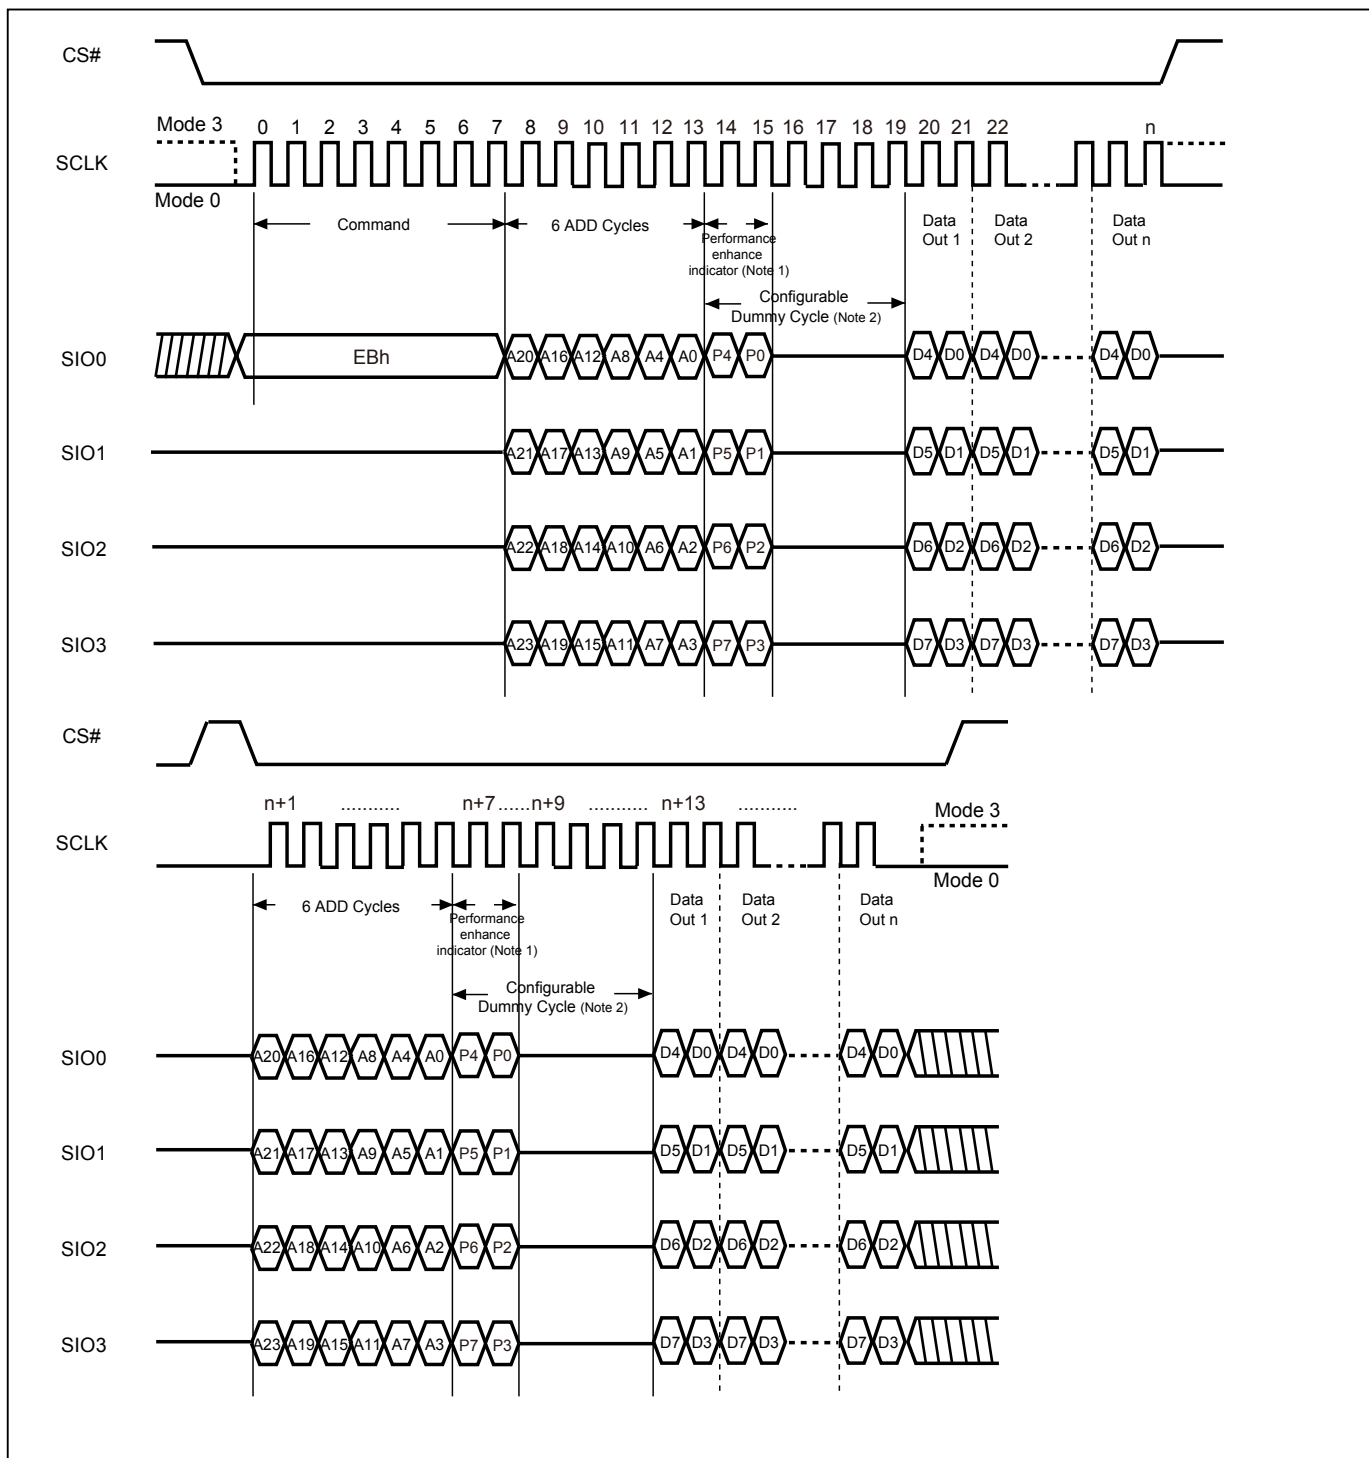 CS#
Mode 3
0 1 2 3 4 5 6 7 8 9 10 11 12 13 14 15 16 17 18 19 20 21 22 n
SCLK
Mode 0
Command
6 ADD Cycles
Performance
enhance
indicator (Note 1)
Data
Out 1
Data
Out 2
Data
Out n
Configurable
Dummy Cycle (Note 2)
SIO0 EBh A20 A16 A12 A8 A4 A0 P4 P0 D4 D0 D4 D0 D4 D0
SIO1 A21 A17 A13 A9 A5 A1 P5 P1 D5 D1 D5 D1 D5 D1
SIO2 A22 A18 A14 A10 A6 A2 P6 P2 D6 D2 D6 D2 D6 D2
SIO3 A23 A19 A15 A11 A7 A3 P7 P3 D7 D3 D7 D3 D7 D3
CS#
n+1 ........... n+7 ......n+9 ........... n+13 ...........
Mode 3
SCLK
Mode 0
6 ADD Cycles
Performance
enhance
indicator (Note 1)
Data
Out 1
Data
Out 2
Data
Out n
Configurable
Dummy Cycle (Note 2)
SIO0 A20 A16 A12 A8 A4 A0 P4 P0 D4 D0 D4 D0 D4 D0
SIO1 A21 A17 A13 A9 A5 A1 P5 P1 D5 D1 D5 D1 D5 D1
SIO2 A22 A18 A14 A10 A6 A2 P6 P2 D6 D2 D6 D2 D6 D2
SIO3 A23 A19 A15 A11 A7 A3 P7 P3 D7 D3 D7 D3 D7 D3